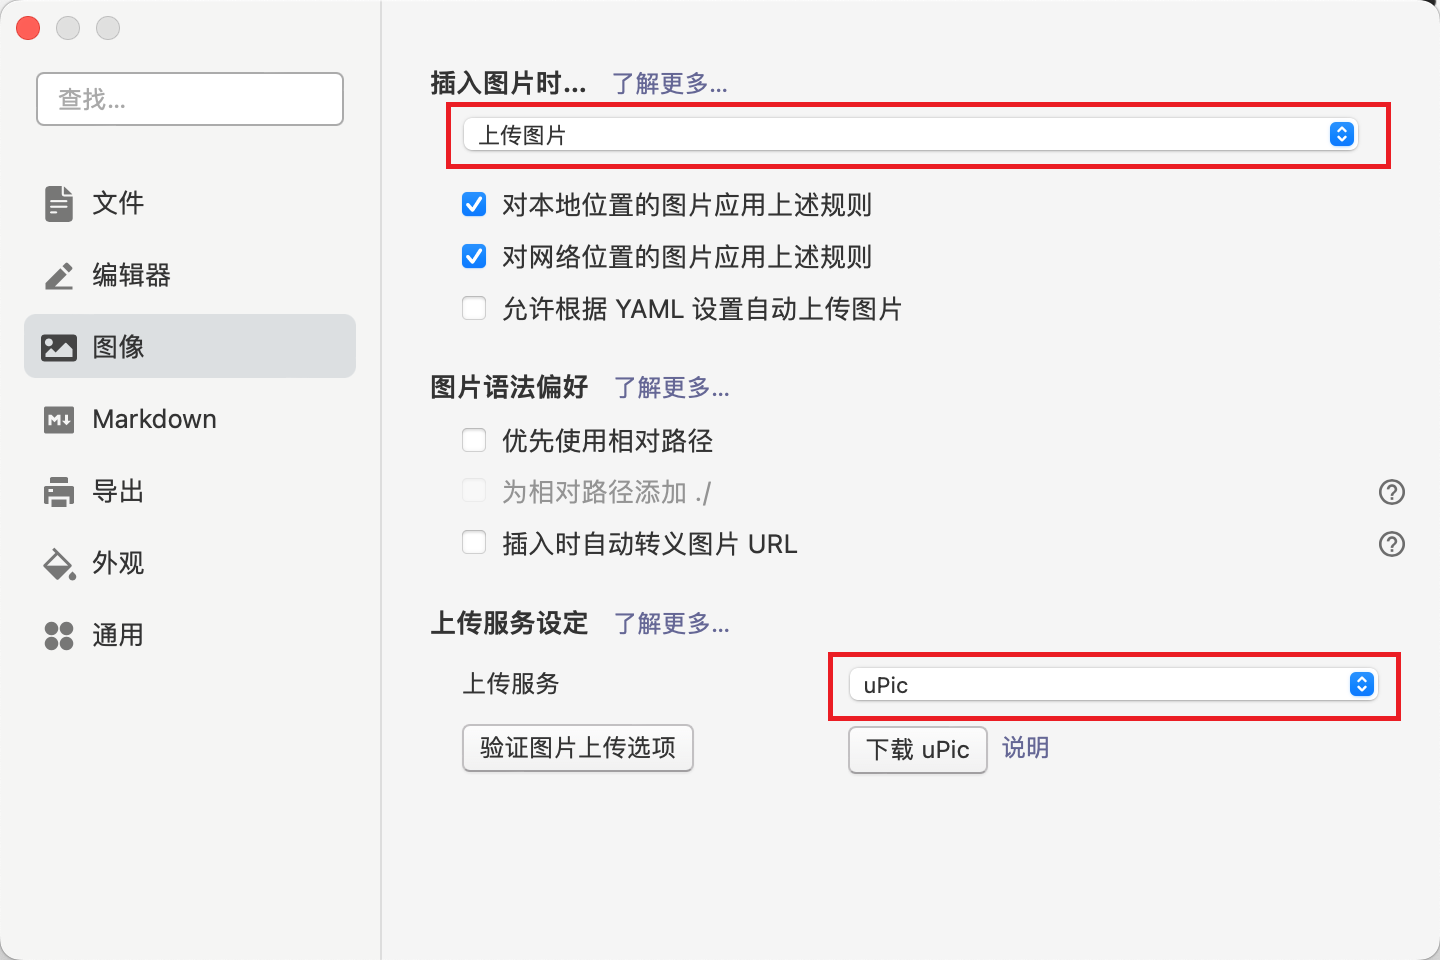 查找...
文件
编辑器
图像
Markdown
导出
外观
通用
插入图片时... 了解更多...
上传图片
对本地位置的图片应用上述规则
对网络位置的图片应用上述规则
允许根据 YAML 设置自动上传图片
图片语法偏好 了解更多...
优先使用相对路径
为相对路径添加 ./
插入时自动转义图片 URL
上传服务设定 了解更多...
上传服务 uPic
验证图片上传选项 下载 uPic 说明